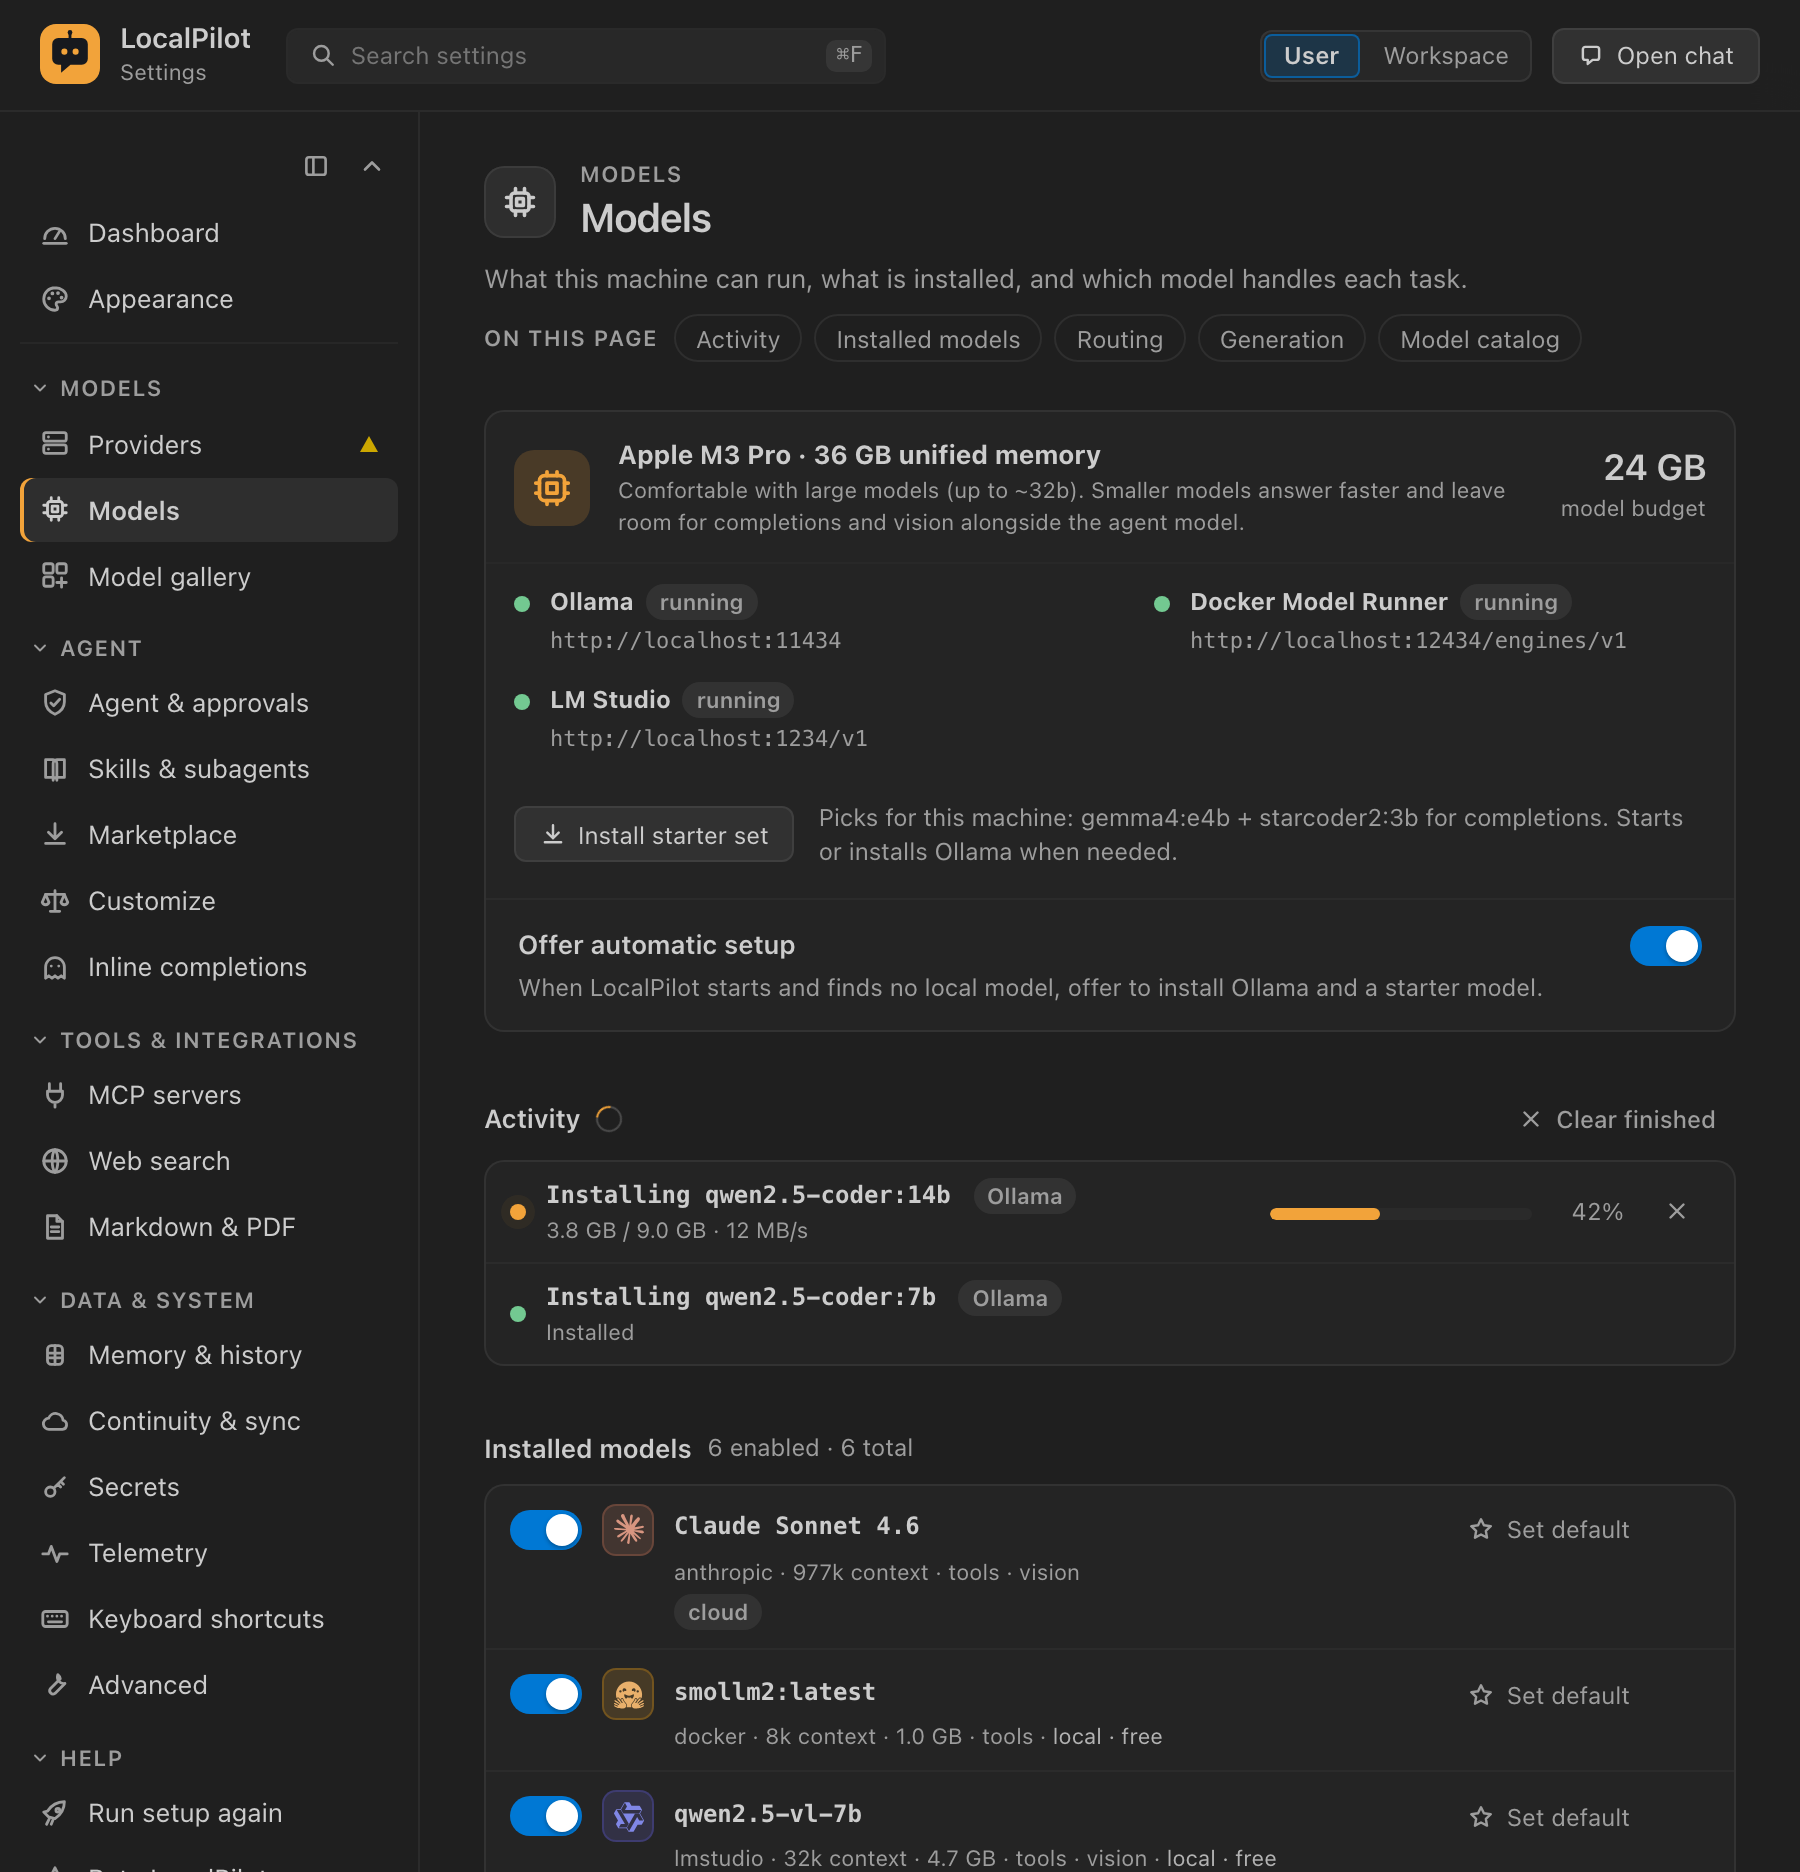 LocalPilot
Settings
Search settings
⌘F
User
Workspace
Open chat
Dashboard
Appearance
MODELS
Providers
Models
Model gallery
AGENT
Agent & approvals
Skills & subagents
Marketplace
Customize
Inline completions
TOOLS & INTEGRATIONS
MCP servers
Web search
Markdown & PDF
DATA & SYSTEM
Memory & history
Continuity & sync
Secrets
Telemetry
Keyboard shortcuts
Advanced
HELP
Run setup again
MODELS
Models
What this machine can run, what is installed, and which model handles each task.
ON THIS PAGE
Activity
Installed models
Routing
Generation
Model catalog
Apple M3 Pro · 36 GB unified memory
Comfortable with large models (up to ~32b). Smaller models answer faster and leave
room for completions and vision alongside the agent model.
24 GB
model budget
Ollama running
http://localhost:11434
Docker Model Runner running
http://localhost:12434/engines/v1
LM Studio running
http://localhost:1234/v1
Install starter set
Picks for this machine: gemma4:e4b + starcoder2:3b for completions. Starts
or installs Ollama when needed.
Offer automatic setup
When LocalPilot starts and finds no local model, offer to install Ollama and a starter model.
Activity
Clear finished
Installing qwen2.5-coder:14b Ollama
3.8 GB / 9.0 GB · 12 MB/s
42%
Installing qwen2.5-coder:7b Ollama
Installed
Installed models 6 enabled · 6 total
Claude Sonnet 4.6
anthropic · 977k context · tools · vision
cloud
Set default
smollm2:latest
docker · 8k context · 1.0 GB · tools · local · free
Set default
qwen2.5-vl-7b
lmstudio · 32k context · 4.7 GB · tools · vision · local · free
Set default